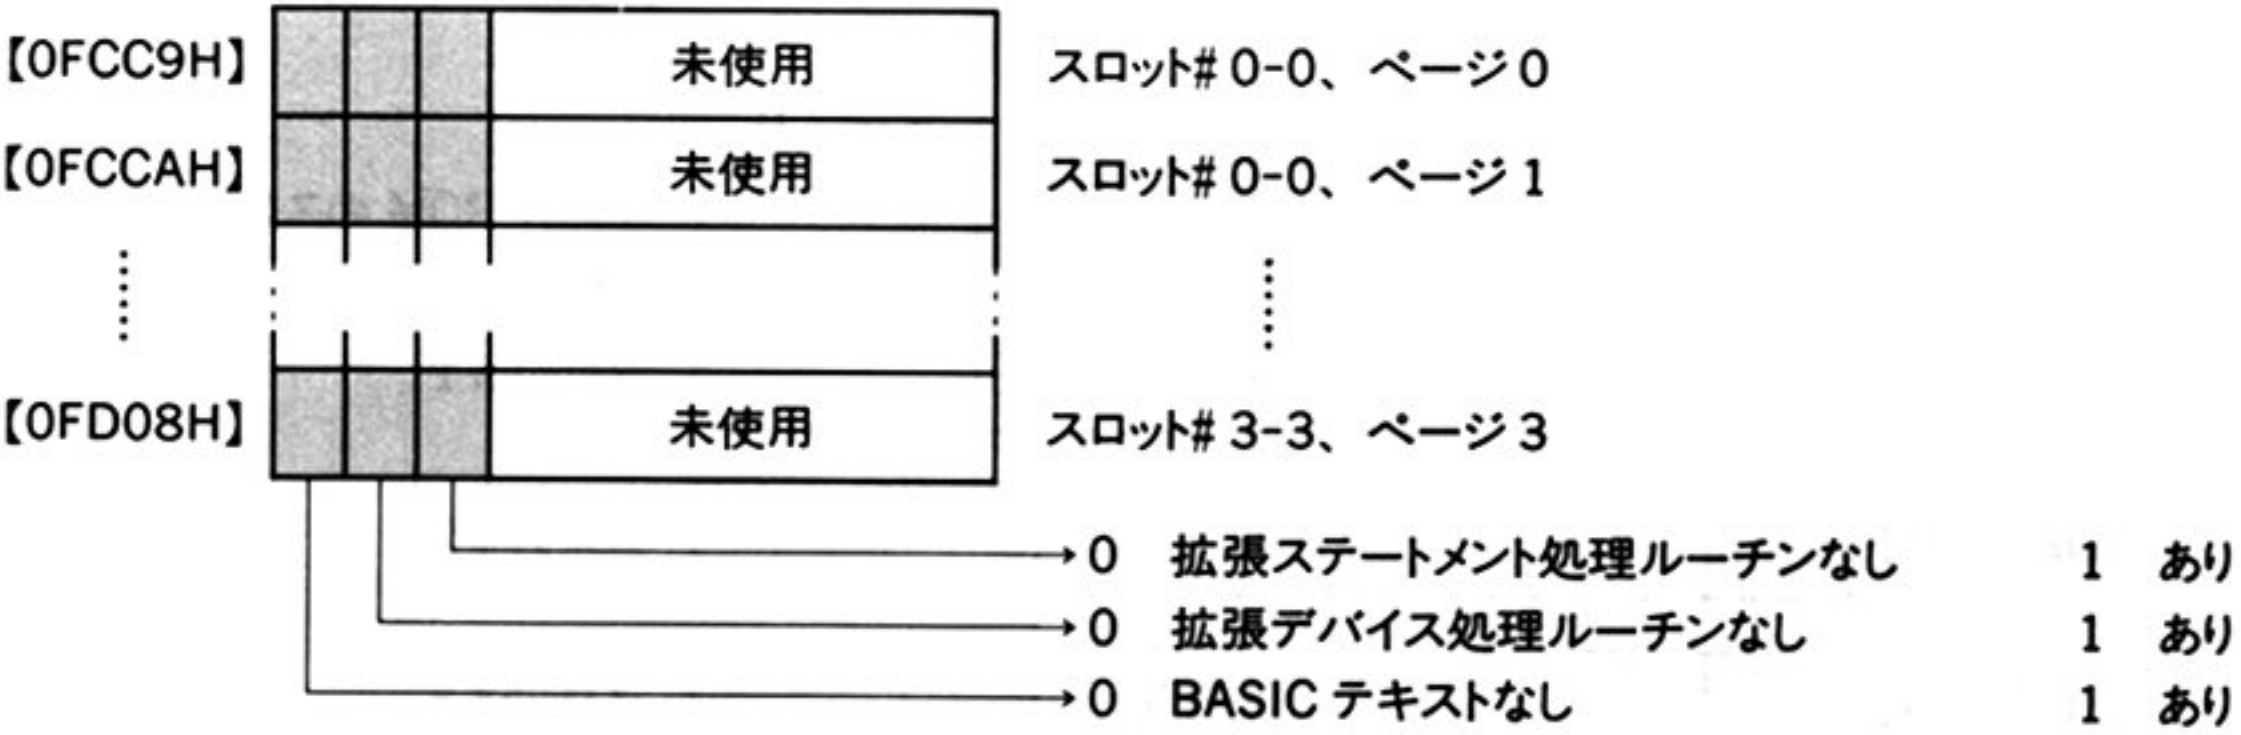 【0FCC9H】 未使用 スロット# 0-0、ページ 0
【0FCCAH】 未使用 スロット# 0-0、ページ 1
【0FD08H】 未使用 スロット# 3-3、ページ 3
0 拡張ステートメント処理ルーチンなし 1 あり
0 拡張デバイス処理ルーチンなし 1 あり
0 BASIC テキストなし 1 あり